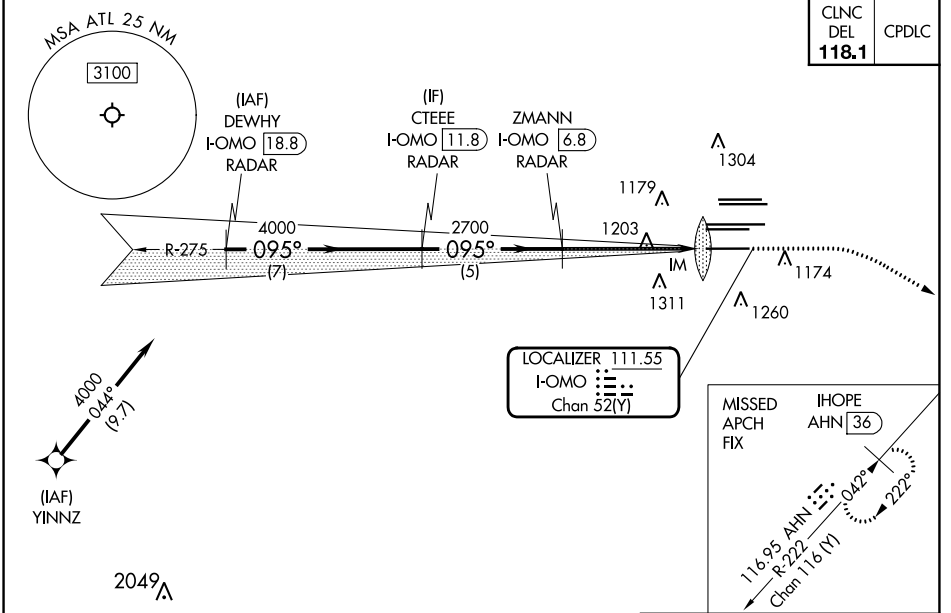 MSA ATL 25 NM
3100
CLNC
DEL
118.1
CPDLC
(IAF)
DEWHY
I-OMO 18.8
RADAR
(IF)
CTEEE
I-OMO 11.8
RADAR
ZMANN
I-OMO 6.8
RADAR
1304
1179
1203
R-275
4000
095°
(7)
2700
095°
(5)
IM
1311
1174
1260
LOCALIZER 111.55
I-OMO
Chan 52(Y)
4000
044°
(9.7)
(IAF)
YINNZ
2049
MISSED
APCH
FIX
IHOPE
AHN 36
042°
222°
116.95 AHN
R-222
Chan 116 (Y)